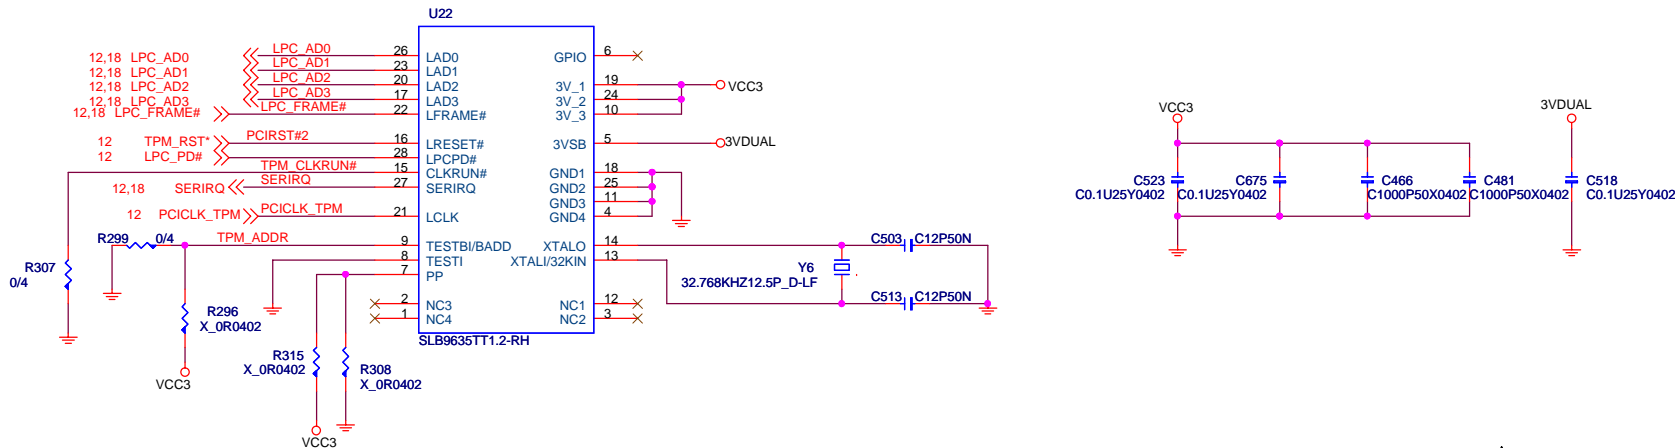 U22
12,18 LPC_AD0 LPC_AD0 26 LAD0 GPIO 6
12,18 LPC_AD1 LPC_AD1 23 LAD1
12,18 LPC_AD2 LPC_AD2 20 LAD2 3V_1 19 VCC3
12,18 LPC_AD3 LPC_AD3 17 LAD3 3V_2 24
12,18 LPC_FRAME# LPC_FRAME# 22 LFRAME# 3V_3 10
12 TPM_RST* PCIRST#2 16 LRESET# 3VSB 5 3VDUAL
12 LPC_PD# 28 LPCPD#
TPM_CLKRUN# 15 CLKRUN# GND1 18
12,18 SERIRQ SERIRQ 27 SERIRQ GND2 25
GND3 11
12 PCICLK_TPM PCICLK_TPM 21 LCLK GND4 4
R299 0/4 TPM_ADDR 9 TESTBI/BADD XTALO 14 C503 C12P50N
8 TESTI XTALI/32KIN 13
7 PP
R307
0/4
Y6
32.768KHZ12.5P_D-LF
2 NC3 NC1 12 C513 C12P50N
1 NC4 NC2 3
R296
X_0R0402
SLB9635TT1.2-RH
R315
X_0R0402
R308
X_0R0402
VCC3
VCC3
VCC3
3VDUAL
C523
C0.1U25Y0402
C675
C0.1U25Y0402
C466
C1000P50X0402
C481
C1000P50X0402
C518
C0.1U25Y0402